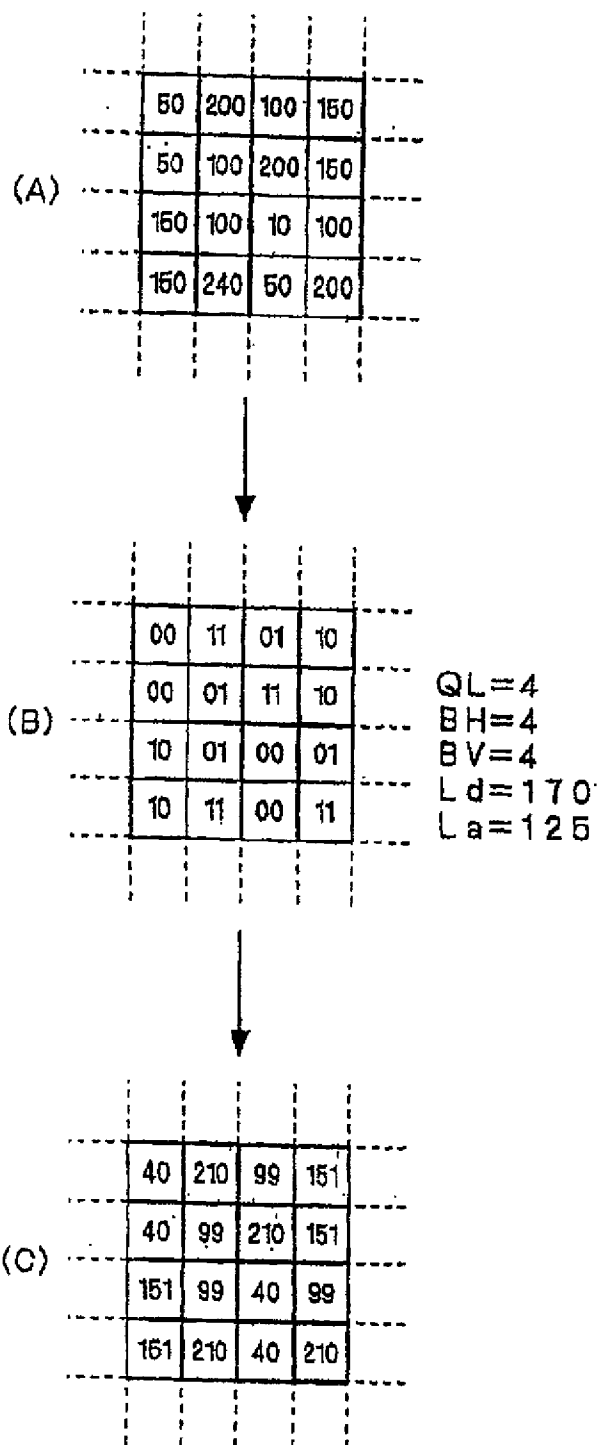 50 200 100 150
50 100 200 150
(A)
150 100 10 100
150 240 50 200
00 11 01 10
00 01 11 10
(B)
10 01 00 01
10 11 00 11
QL=4
BH=4
BV=4
Ld=170
La=125
40 210 99 151
40 99 210 151
(C)
151 99 40 99
151 210 40 210